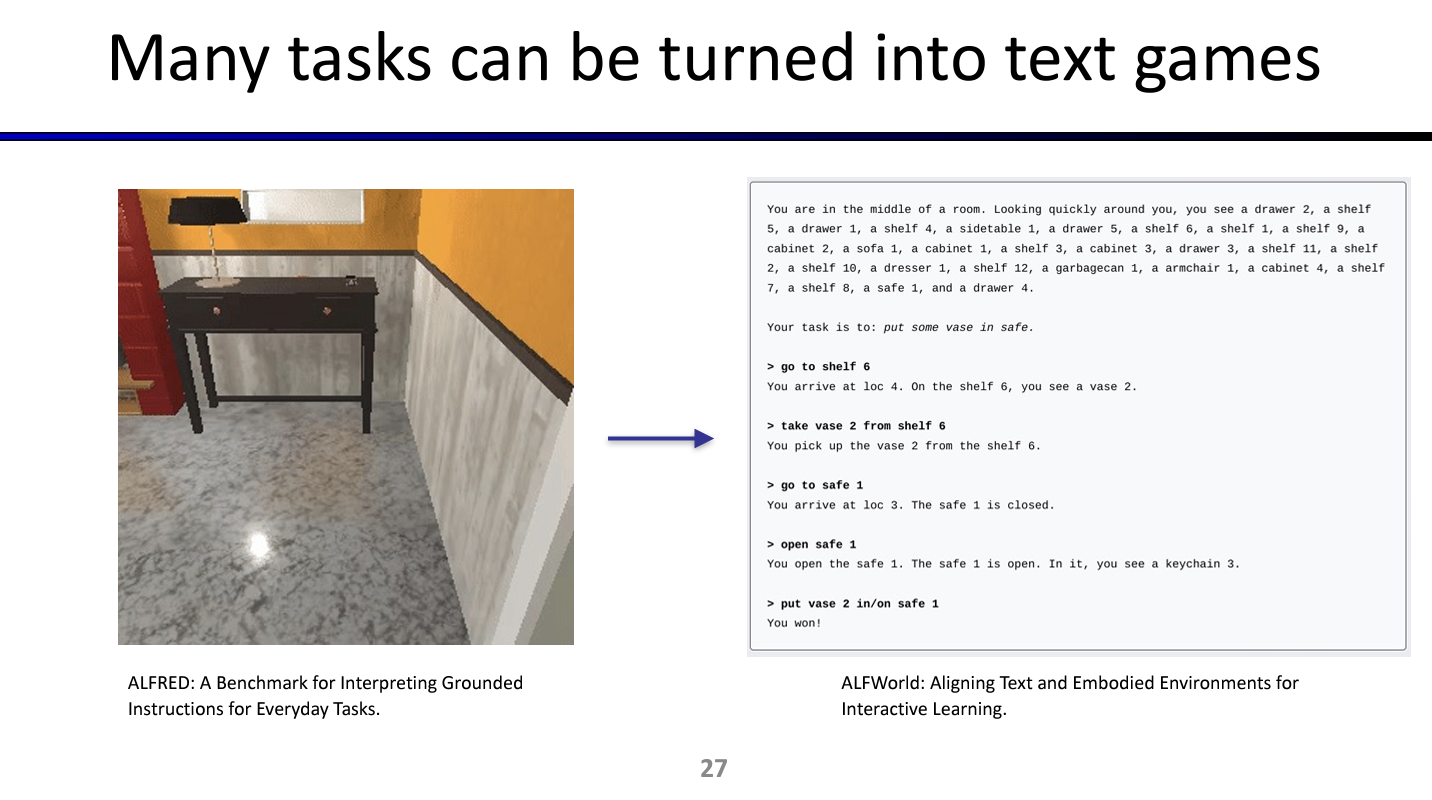 Many tasks can be turned into text games
You are in the middle of a room. Looking quickly around you, you see a drawer 2, a shelf
5, a drawer 1, a shelf 4, a sidetable 1, a drawer 5, a shelf 6, a shelf 1, a shelf 9, a
cabinet 2, a sofa 1, a cabinet 1, a shelf 3, a cabinet 3, a drawer 3, a shelf 11, a shelf
2, a shelf 10, a dresser 1, a shelf 12, a garbagecan 1, a armchair 1, a cabinet 4, a shelf
7, a shelf 8, a safe 1, and a drawer 4.
Your task is to: put some vase in safe.
> go to shelf 6
You arrive at loc 4. On the shelf 6, you see a vase 2.
> take vase 2 from shelf 6
You pick up the vase 2 from the shelf 6.
> go to safe 1
You arrive at loc 3. The safe 1 is closed.
> open safe 1
You open the safe 1. The safe 1 is open. In it, you see a keychain 3.
> put vase 2 in/on safe 1
You won!
ALFRED: A Benchmark for Interpreting Grounded
Instructions for Everyday Tasks.
ALFWorld: Aligning Text and Embodied Environments for
Interactive Learning.
27